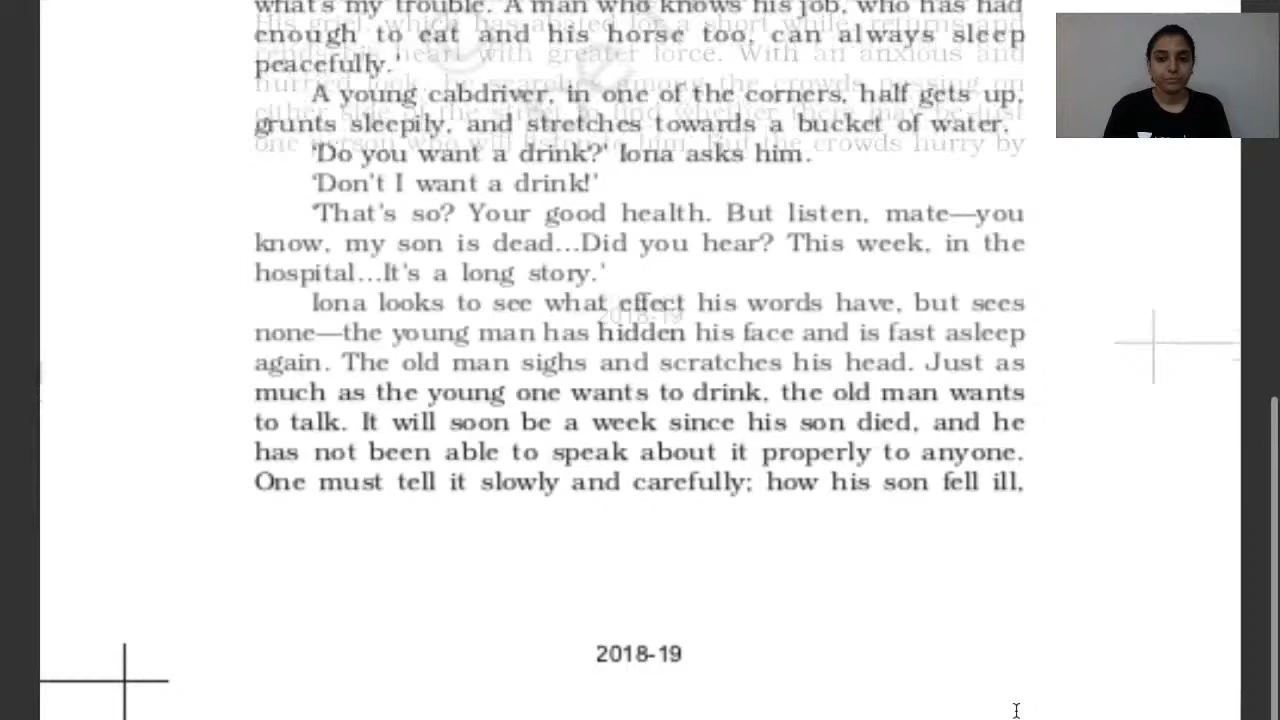 what's my trouble. A man who knows his job, who has had
enough to eat and his horse too, can always sleep
peacefully.'
A young cabdriver, in one of the corners, half gets up,
grunts sleepily, and stretches towards a bucket of water.
'Do you want a drink?' Iona asks him.
'Don't I want a drink!'
'That's so? Your good health. But listen, mate—you
know, my son is dead...Did you hear? This week, in the
hospital...It's a long story.'
Iona looks to see what effect his words have, but sees
none—the young man has hidden his face and is fast asleep
again. The old man sighs and scratches his head. Just as
much as the young one wants to drink, the old man wants
to talk. It will soon be a week since his son died, and he
has not been able to speak about it properly to anyone.
One must tell it slowly and carefully; how his son fell ill,
2018-19